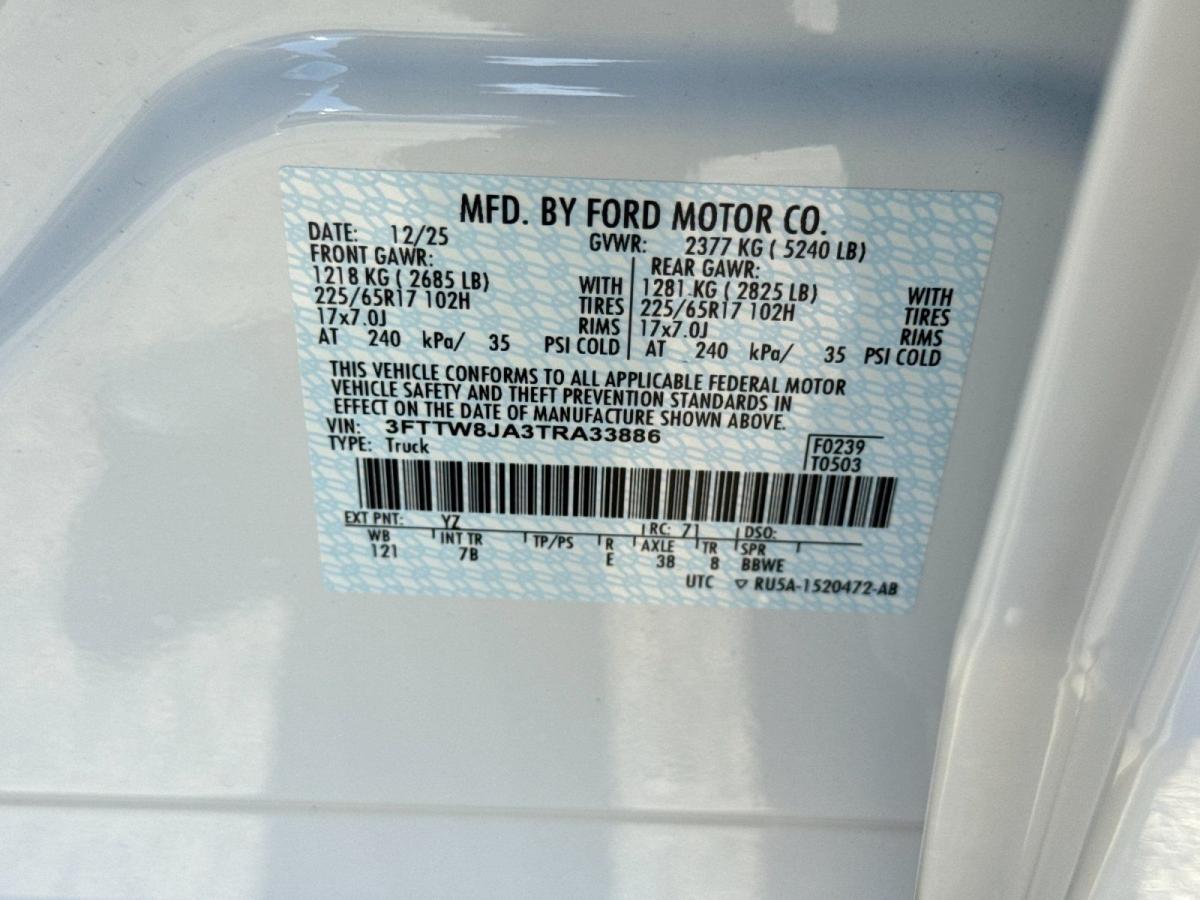 MFD. BY FORD MOTOR CO.
DATE: 12/25 GVWR: 2377 KG ( 5240 LB)
FRONT GAWR: REAR GAWR:
1218 KG ( 2685 LB) WITH 1281 KG ( 2825 LB) WITH
225/65R17 102H TIRES 225/65R17 102H TIRES
17x7.0J RIMS 17x7.0J RIMS
AT 240 kPa/ 35 PSI COLD AT 240 kPa/ 35 PSI COLD
THIS VEHICLE CONFORMS TO ALL APPLICABLE FEDERAL MOTOR
VEHICLE SAFETY AND THEFT PREVENTION STANDARDS IN
EFFECT ON THE DATE OF MANUFACTURE SHOWN ABOVE.
VIN: 3FTTW8JA3TRA33886
TYPE: Truck F0239
T0503
EXT PNT: YZ RC: 71 DSO:
WB INT TR TP/PS R AXLE TR SPR
121 7B E 38 8 BBWE
UTC ▽ RU5A-1520472-AB